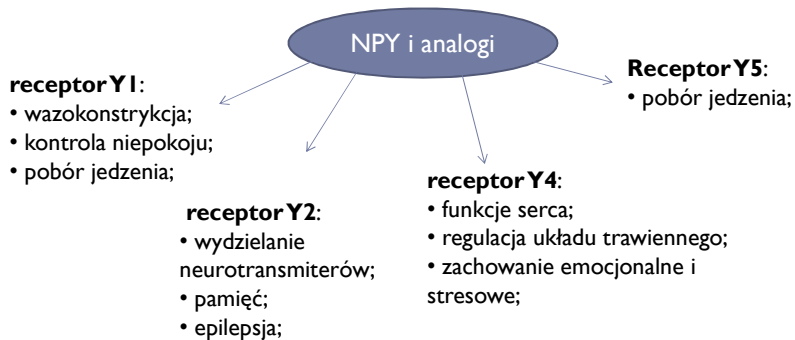 NPY i analogi
receptor Y1:
• wazokonstrykcja;
• kontrola niepokoju;
• pobór jedzenia;
receptor Y2:
• wydzielanie
neurotransmiterów;
• pamięć;
• epilepsja;
receptor Y4:
• funkcje serca;
• regulacja układu trawiennego;
• zachowanie emocjonalne i
stresowe;
Receptor Y5:
• pobór jedzenia;